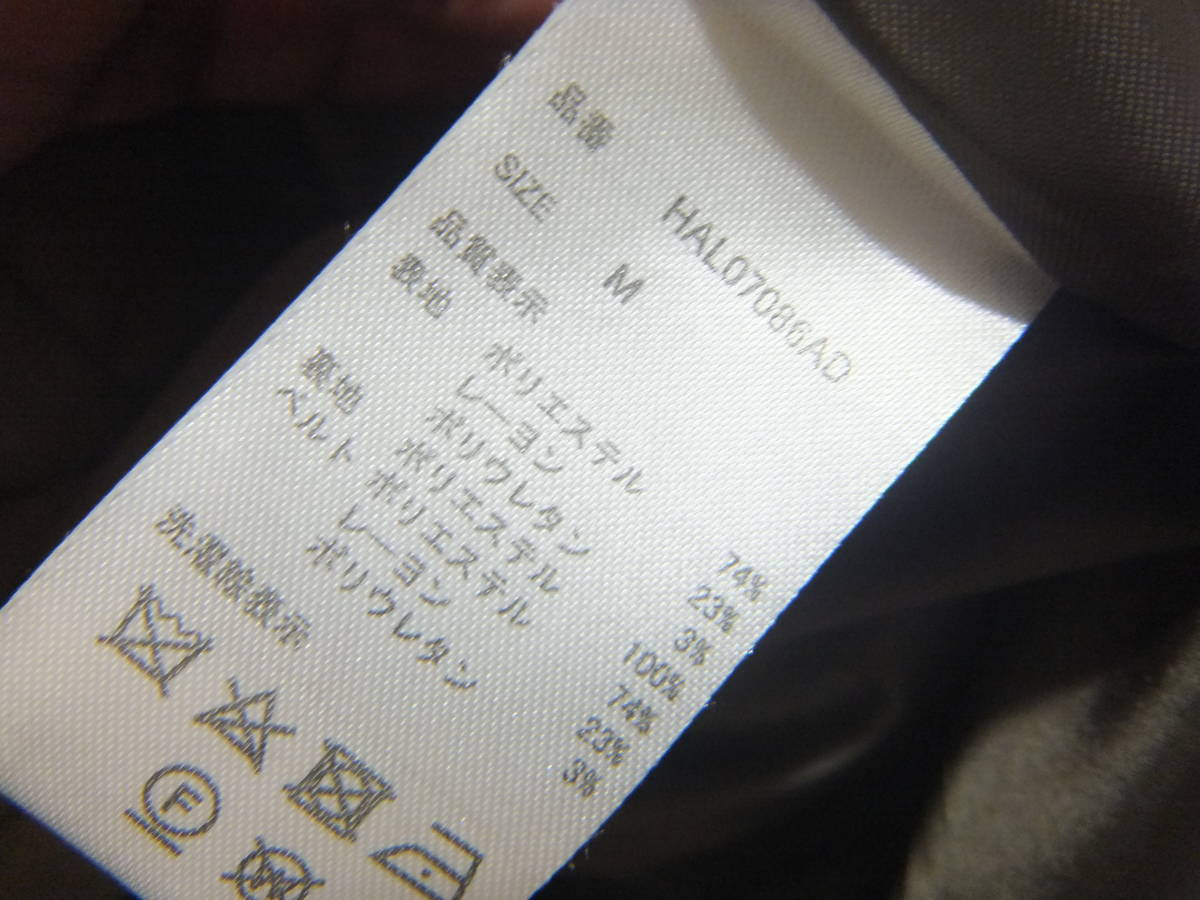 品番 HAL07086AD
SIZE M
品質表示
表地 ポリエステル 74%
レーヨン 23%
ポリウレタン 3%
裏地 ポリエステル 100%
ベルト ポリエステル 74%
レーヨン 23%
ポリウレタン 3%
洗濯取表示
F
W